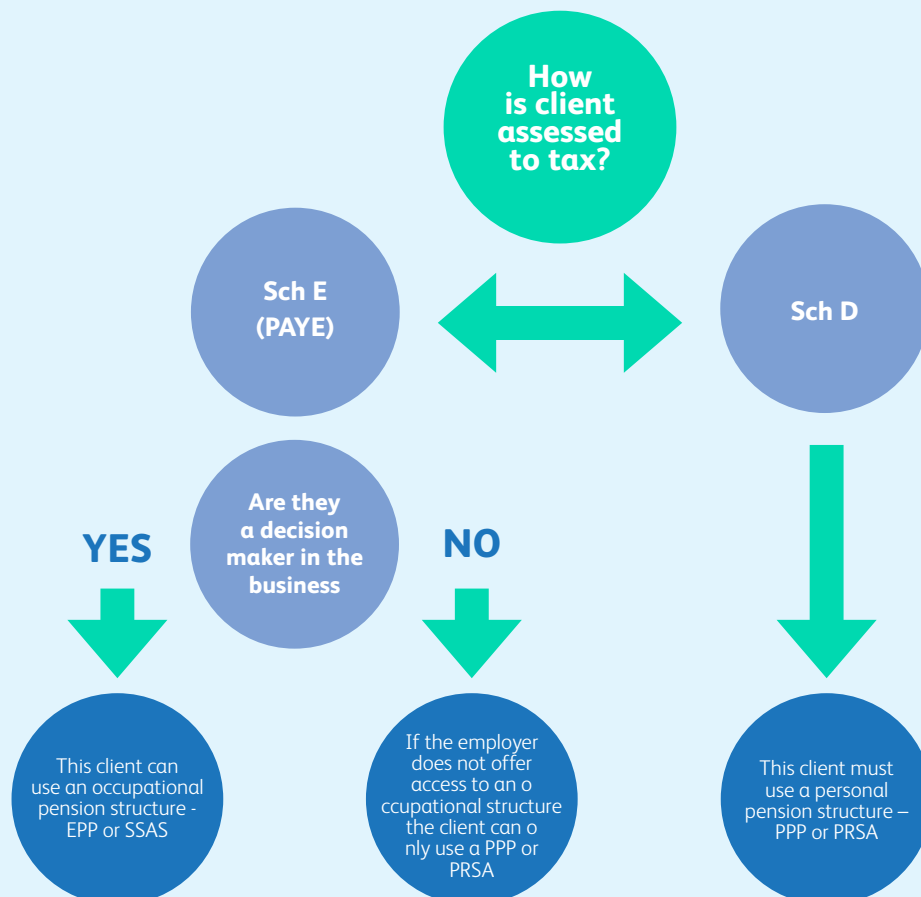 How
is client
assessed
to tax?
Sch E
(PAYE)
Sch D
Are they
a decision
maker in the
business
YES
NO
This client can
use an occupational
pension structure -
EPP or SSAS
If the employer
does not offer
access to an o
ccupational structure
the client can o
nly use a PPP or
PRSA
This client must
use a personal
pension structure –
PPP or PRSA